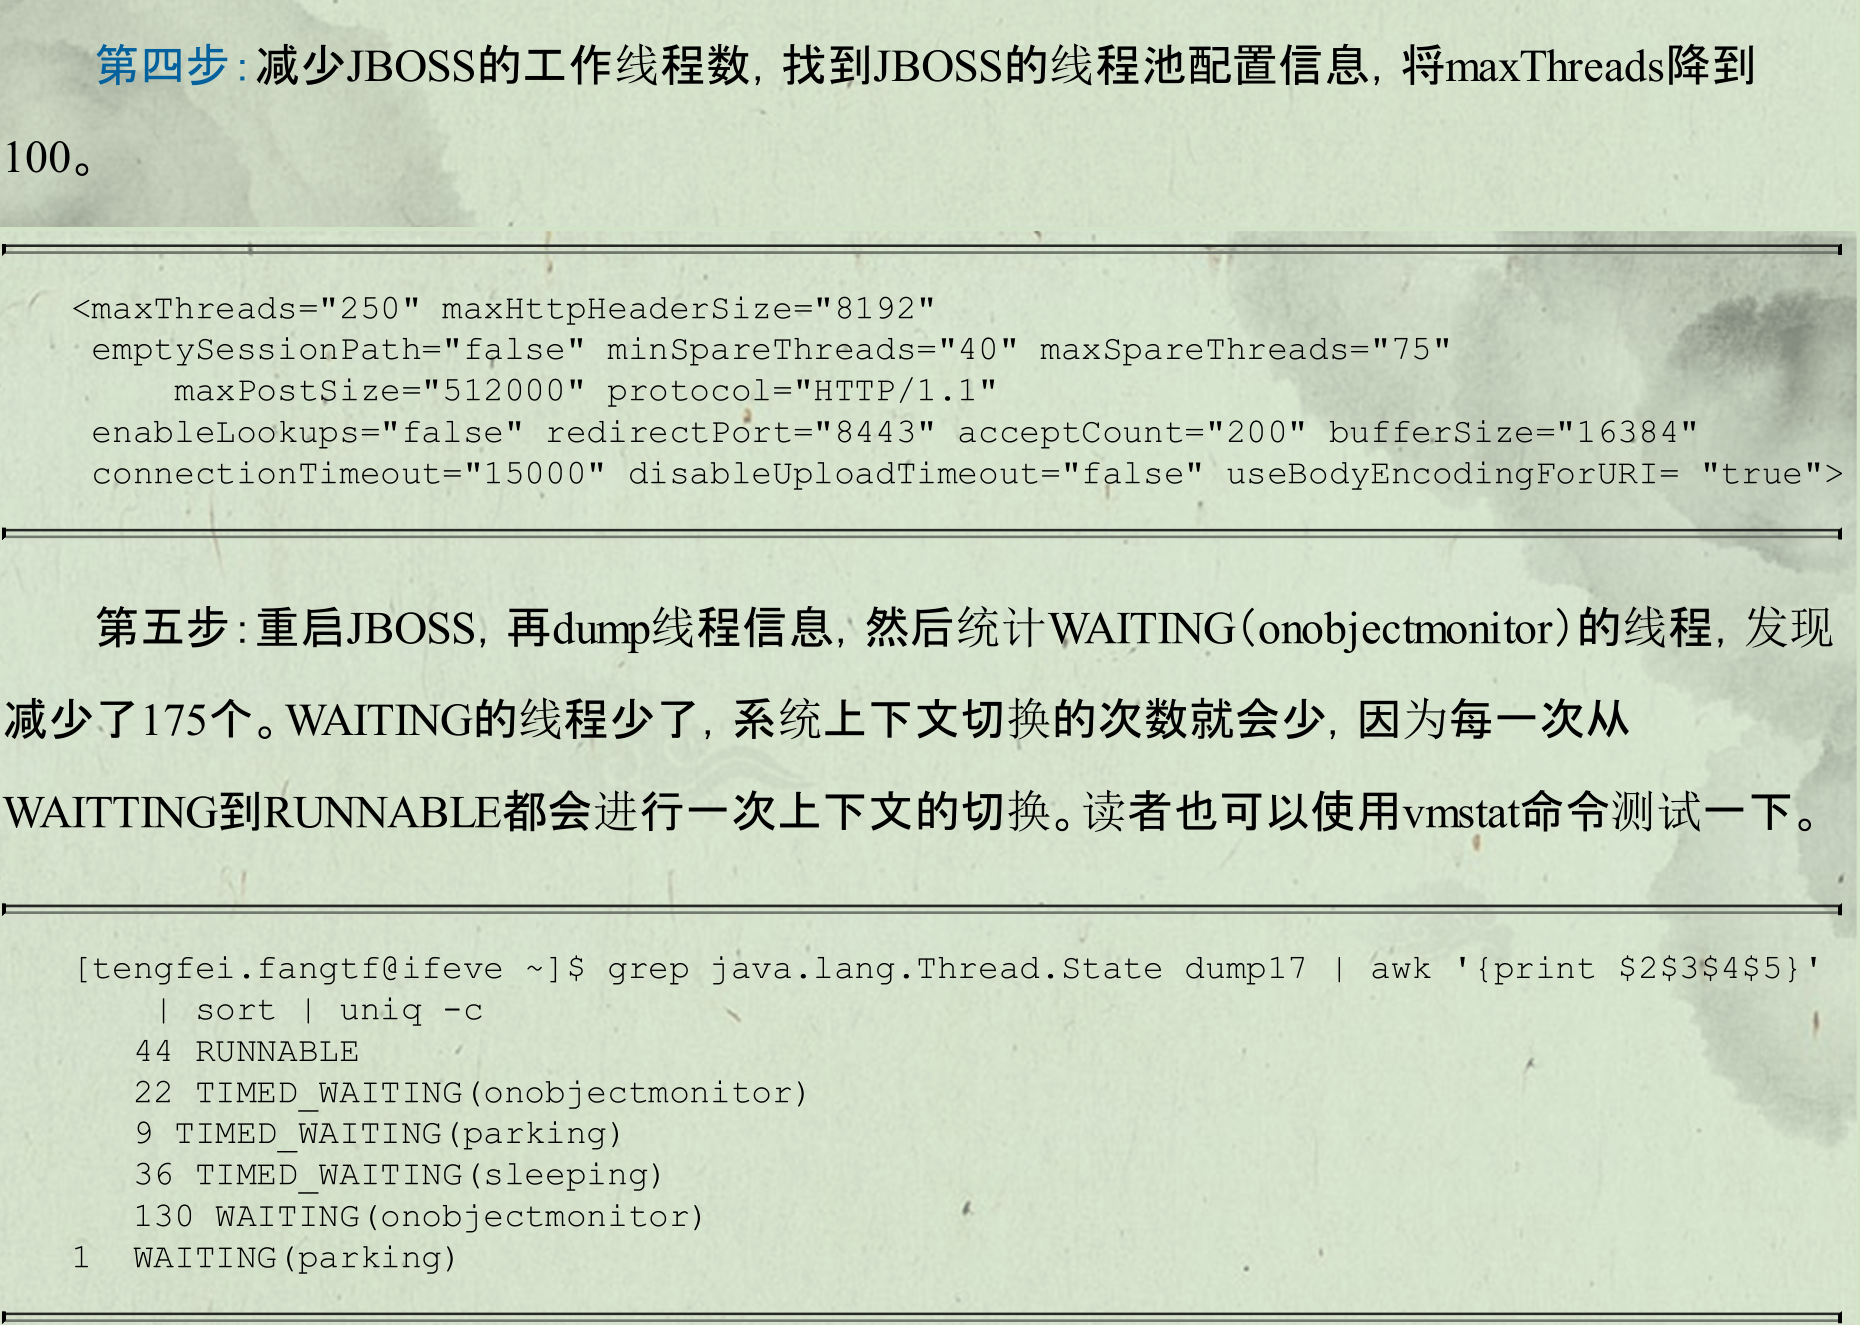 第四步：减少JBOSS的工作线程数，找到JBOSS的线程池配置信息，将maxThreads降到
100。
<maxThreads="250" maxHttpHeaderSize="8192"
emptySessionPath="false" minSpareThreads="40" maxSpareThreads="75"
maxPostSize="512000" protocol="HTTP/1.1"
enableLookups="false" redirectPort="8443" acceptCount="200" bufferSize="16384"
connectionTimeout="15000" disableUploadTimeout="false" useBodyEncodingForURI= "true">
第五步：重启JBOSS，再dump线程信息，然后统计WAITING（onobjectmonitor）的线程，发现
减少了175个。WAITING的线程少了，系统上下文切换的次数就会少，因为每一次从
WAITTING到RUNNABLE都会进行一次上下文的切换。读者也可以使用vmstat命令测试一下。
[tengfei.fangtf@ifeve ~]$ grep java.lang.Thread.State dump17 | awk '{print $2$3$4$5}'
| sort | uniq -c
44 RUNNABLE
22 TIMED_WAITING(onobjectmonitor)
9 TIMED_WAITING(parking)
36 TIMED_WAITING(sleeping)
130 WAITING(onobjectmonitor)
1 WAITING(parking)